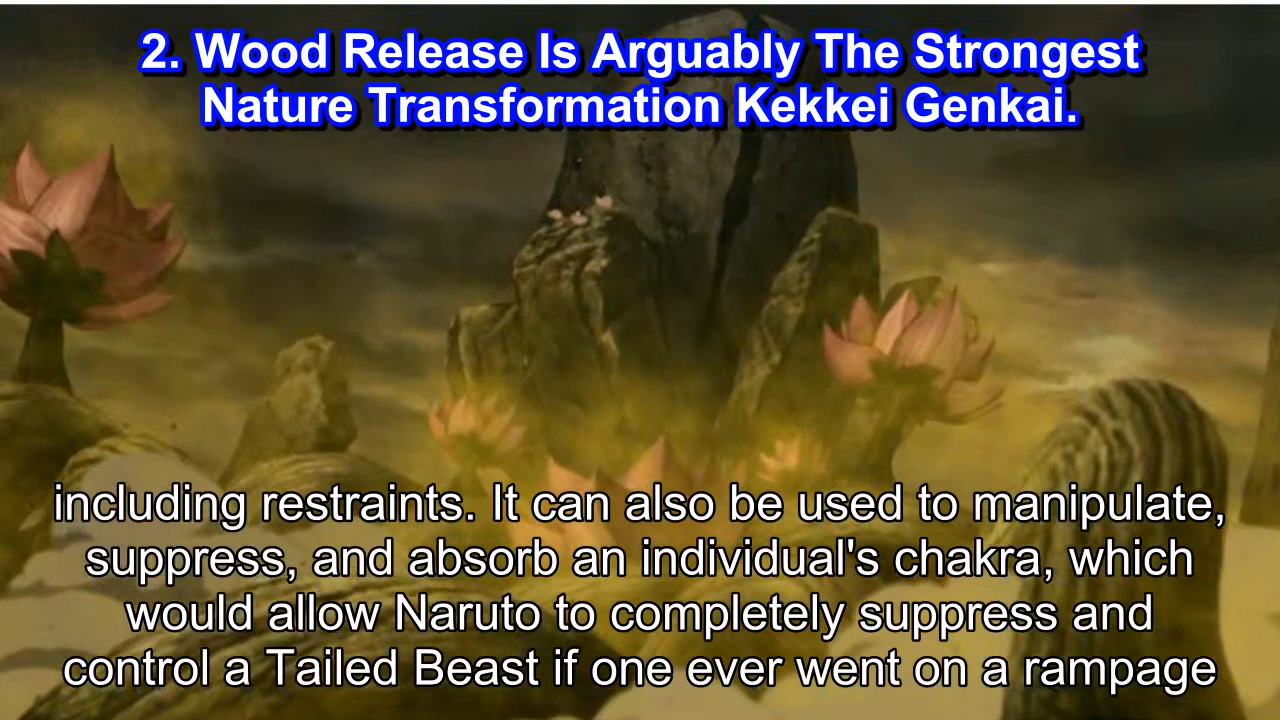 2. Wood Release Is Arguably The Strongest
Nature Transformation Kekkei Genkai.
including restraints. It can also be used to manipulate,
suppress, and absorb an individual's chakra, which
would allow Naruto to completely suppress and
control a Tailed Beast if one ever went on a rampage